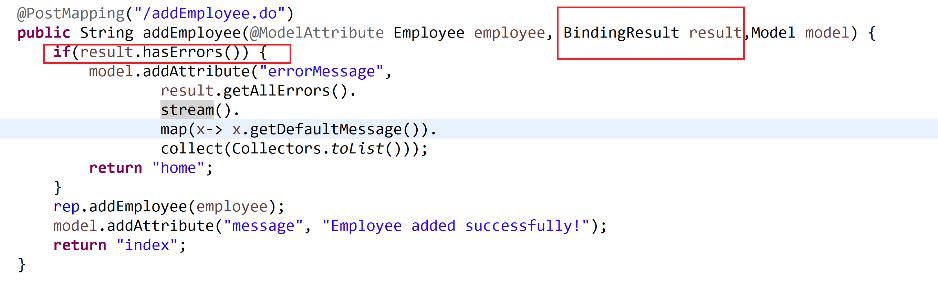 @PostMapping("/addEmployee.do")
public String addEmployee(@ModelAttribute Employee employee, BindingResult result,Model model) {
if(result.hasErrors()) {
model.addAttribute("errorMessage",
result.getAllErrors().
stream().
map(x-> x.getDefaultMessage()).
collect(Collectors.toList()));
return "home";
}
rep.addEmployee(employee);
model.addAttribute("message", "Employee added successfully!");
return "index";
}